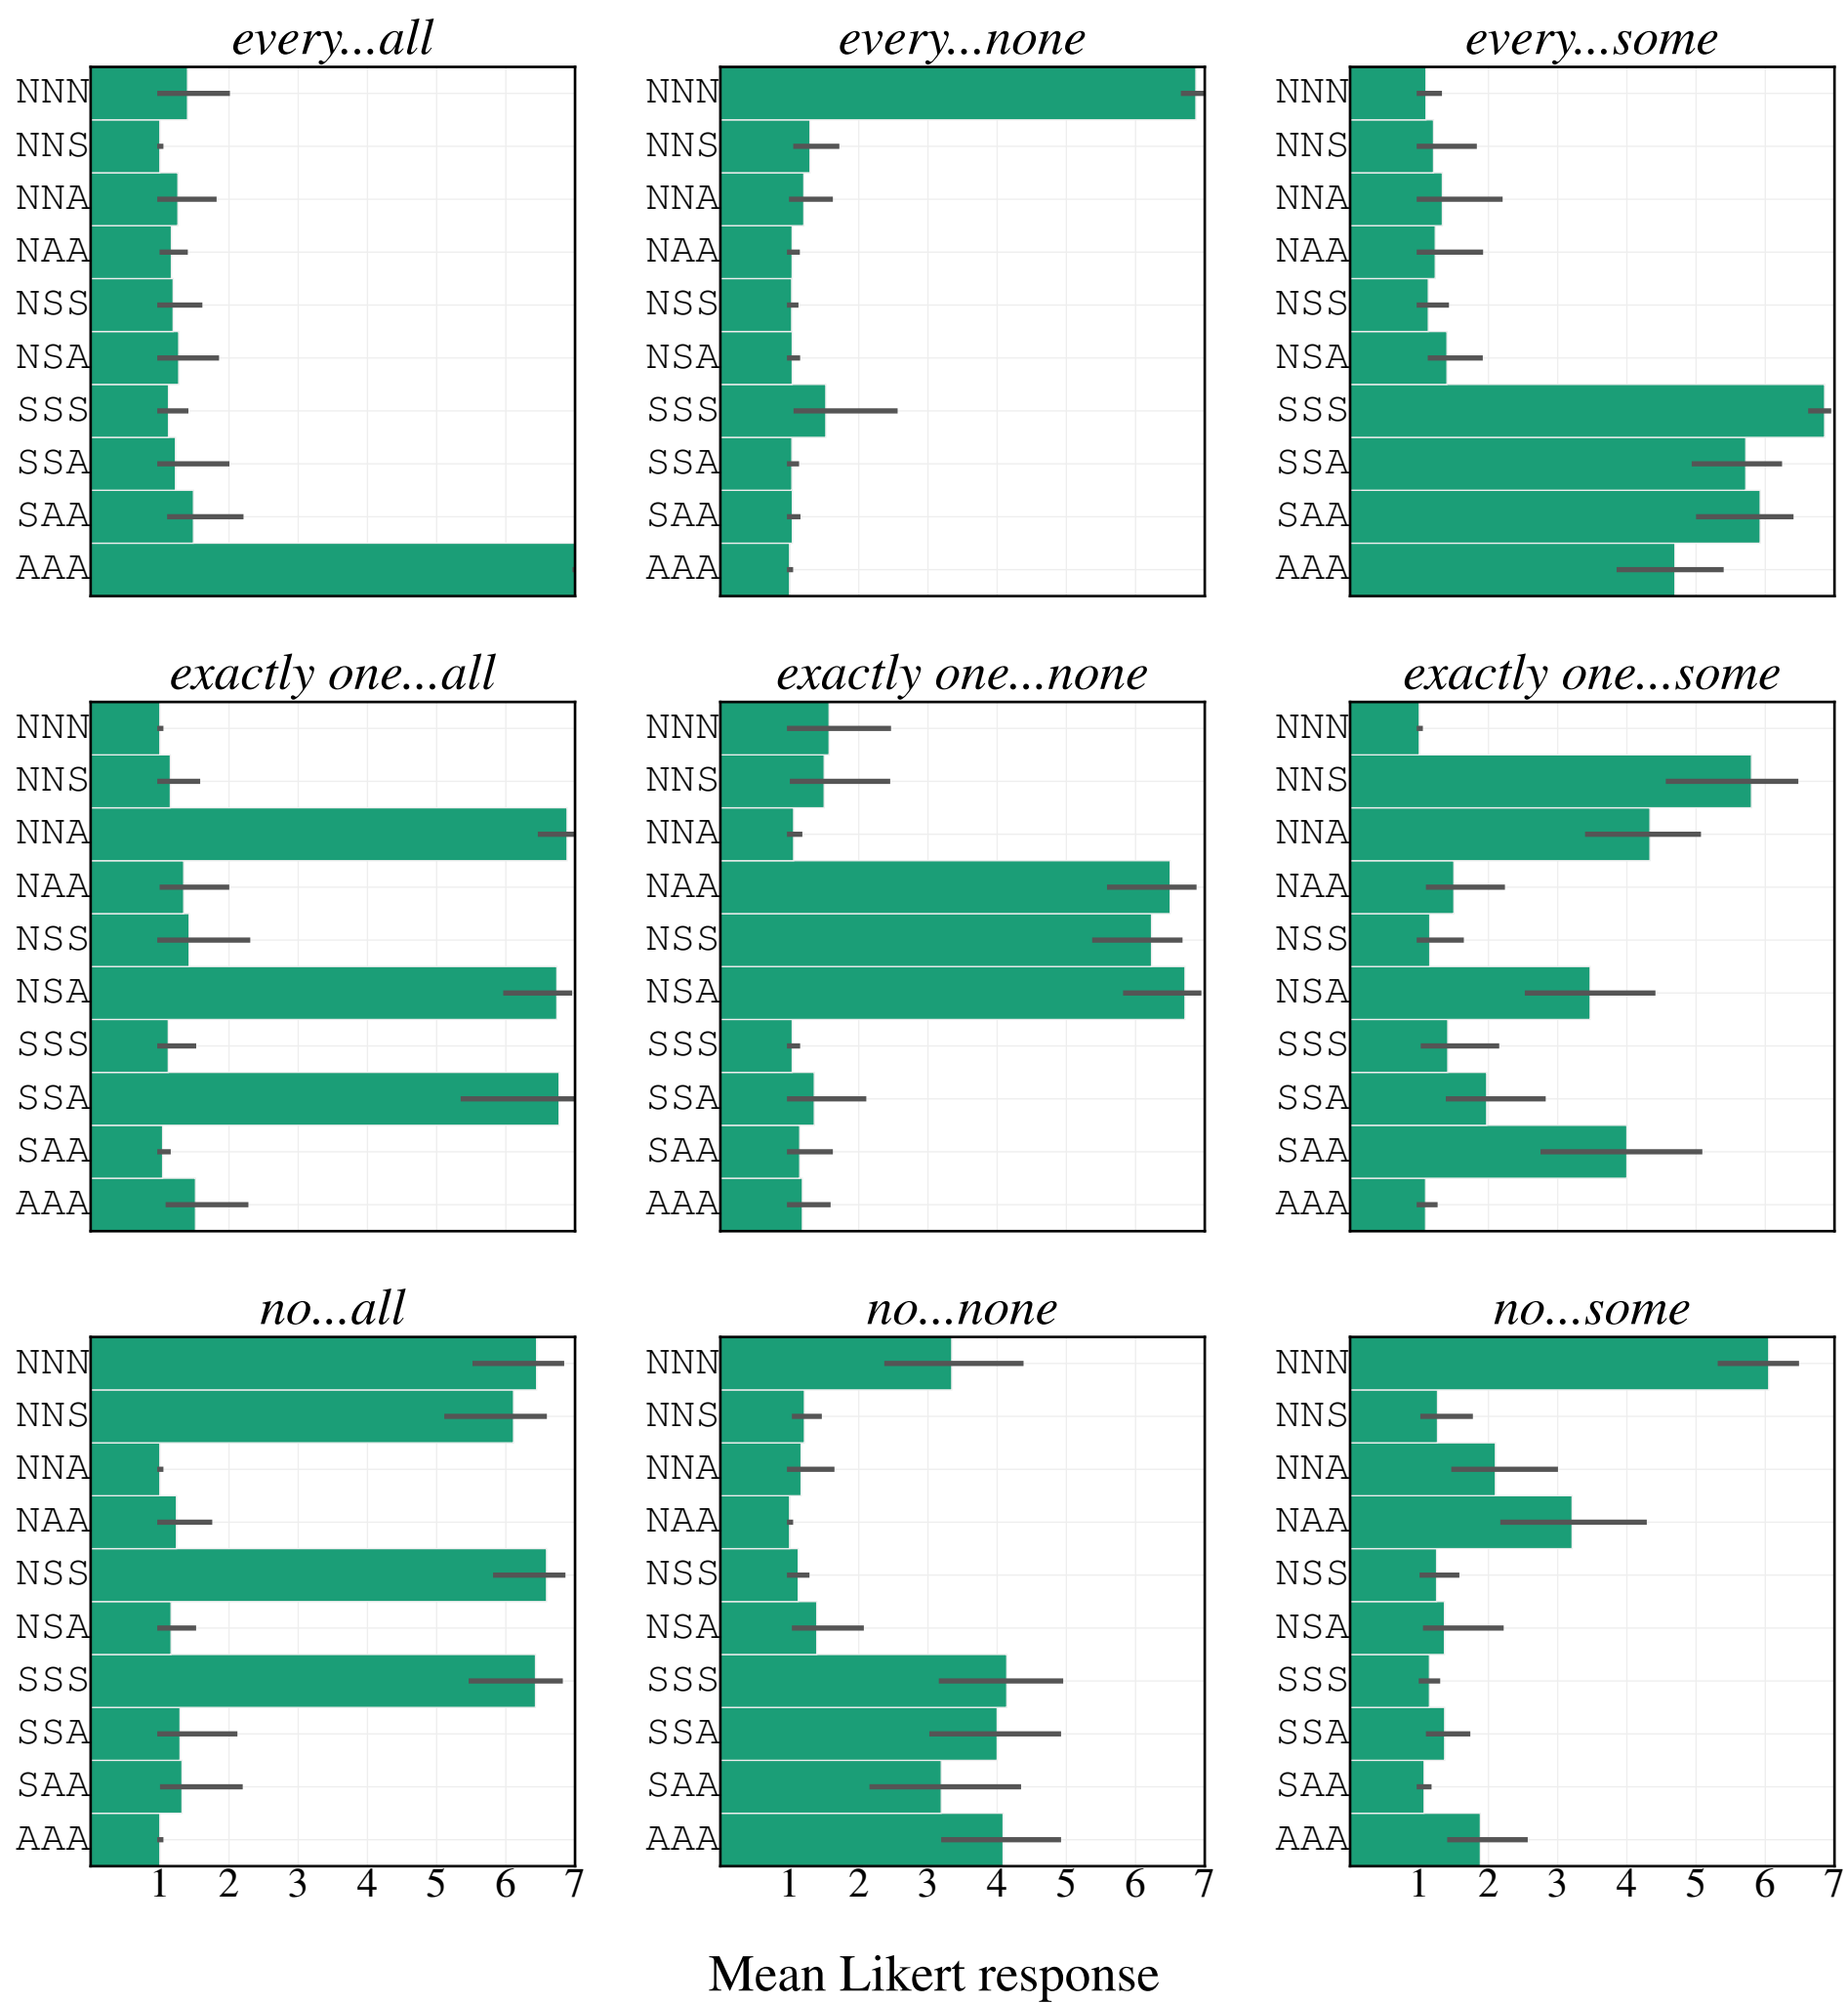 every...all
every...none
every...some
NNN NNN NNN
NNS NNS NNS
NNA NNA NNA
NAA NAA NAA
NSS NSS NSS
NSA NSA NSA
SSS SSS SSS
SSA SSA SSA
SAA SAA SAA
AAA AAA AAA
exactly one...all
exactly one...none
exactly one...some
NNN NNN NNN
NNS NNS NNS
NNA NNA NNA
NAA NAA NAA
NSS NSS NSS
NSA NSA NSA
SSS SSS SSS
SSA SSA SSA
SAA SAA SAA
AAA AAA AAA
no...all
no...none
no...some
NNN NNN NNN
NNS NNS NNS
NNA NNA NNA
NAA NAA NAA
NSS NSS NSS
NSA NSA NSA
SSS SSS SSS
SSA SSA SSA
SAA SAA SAA
AAA AAA AAA
1 2 3 4 5 6 7 1 2 3 4 5 6 7 1 2 3 4 5 6 7
Mean Likert response